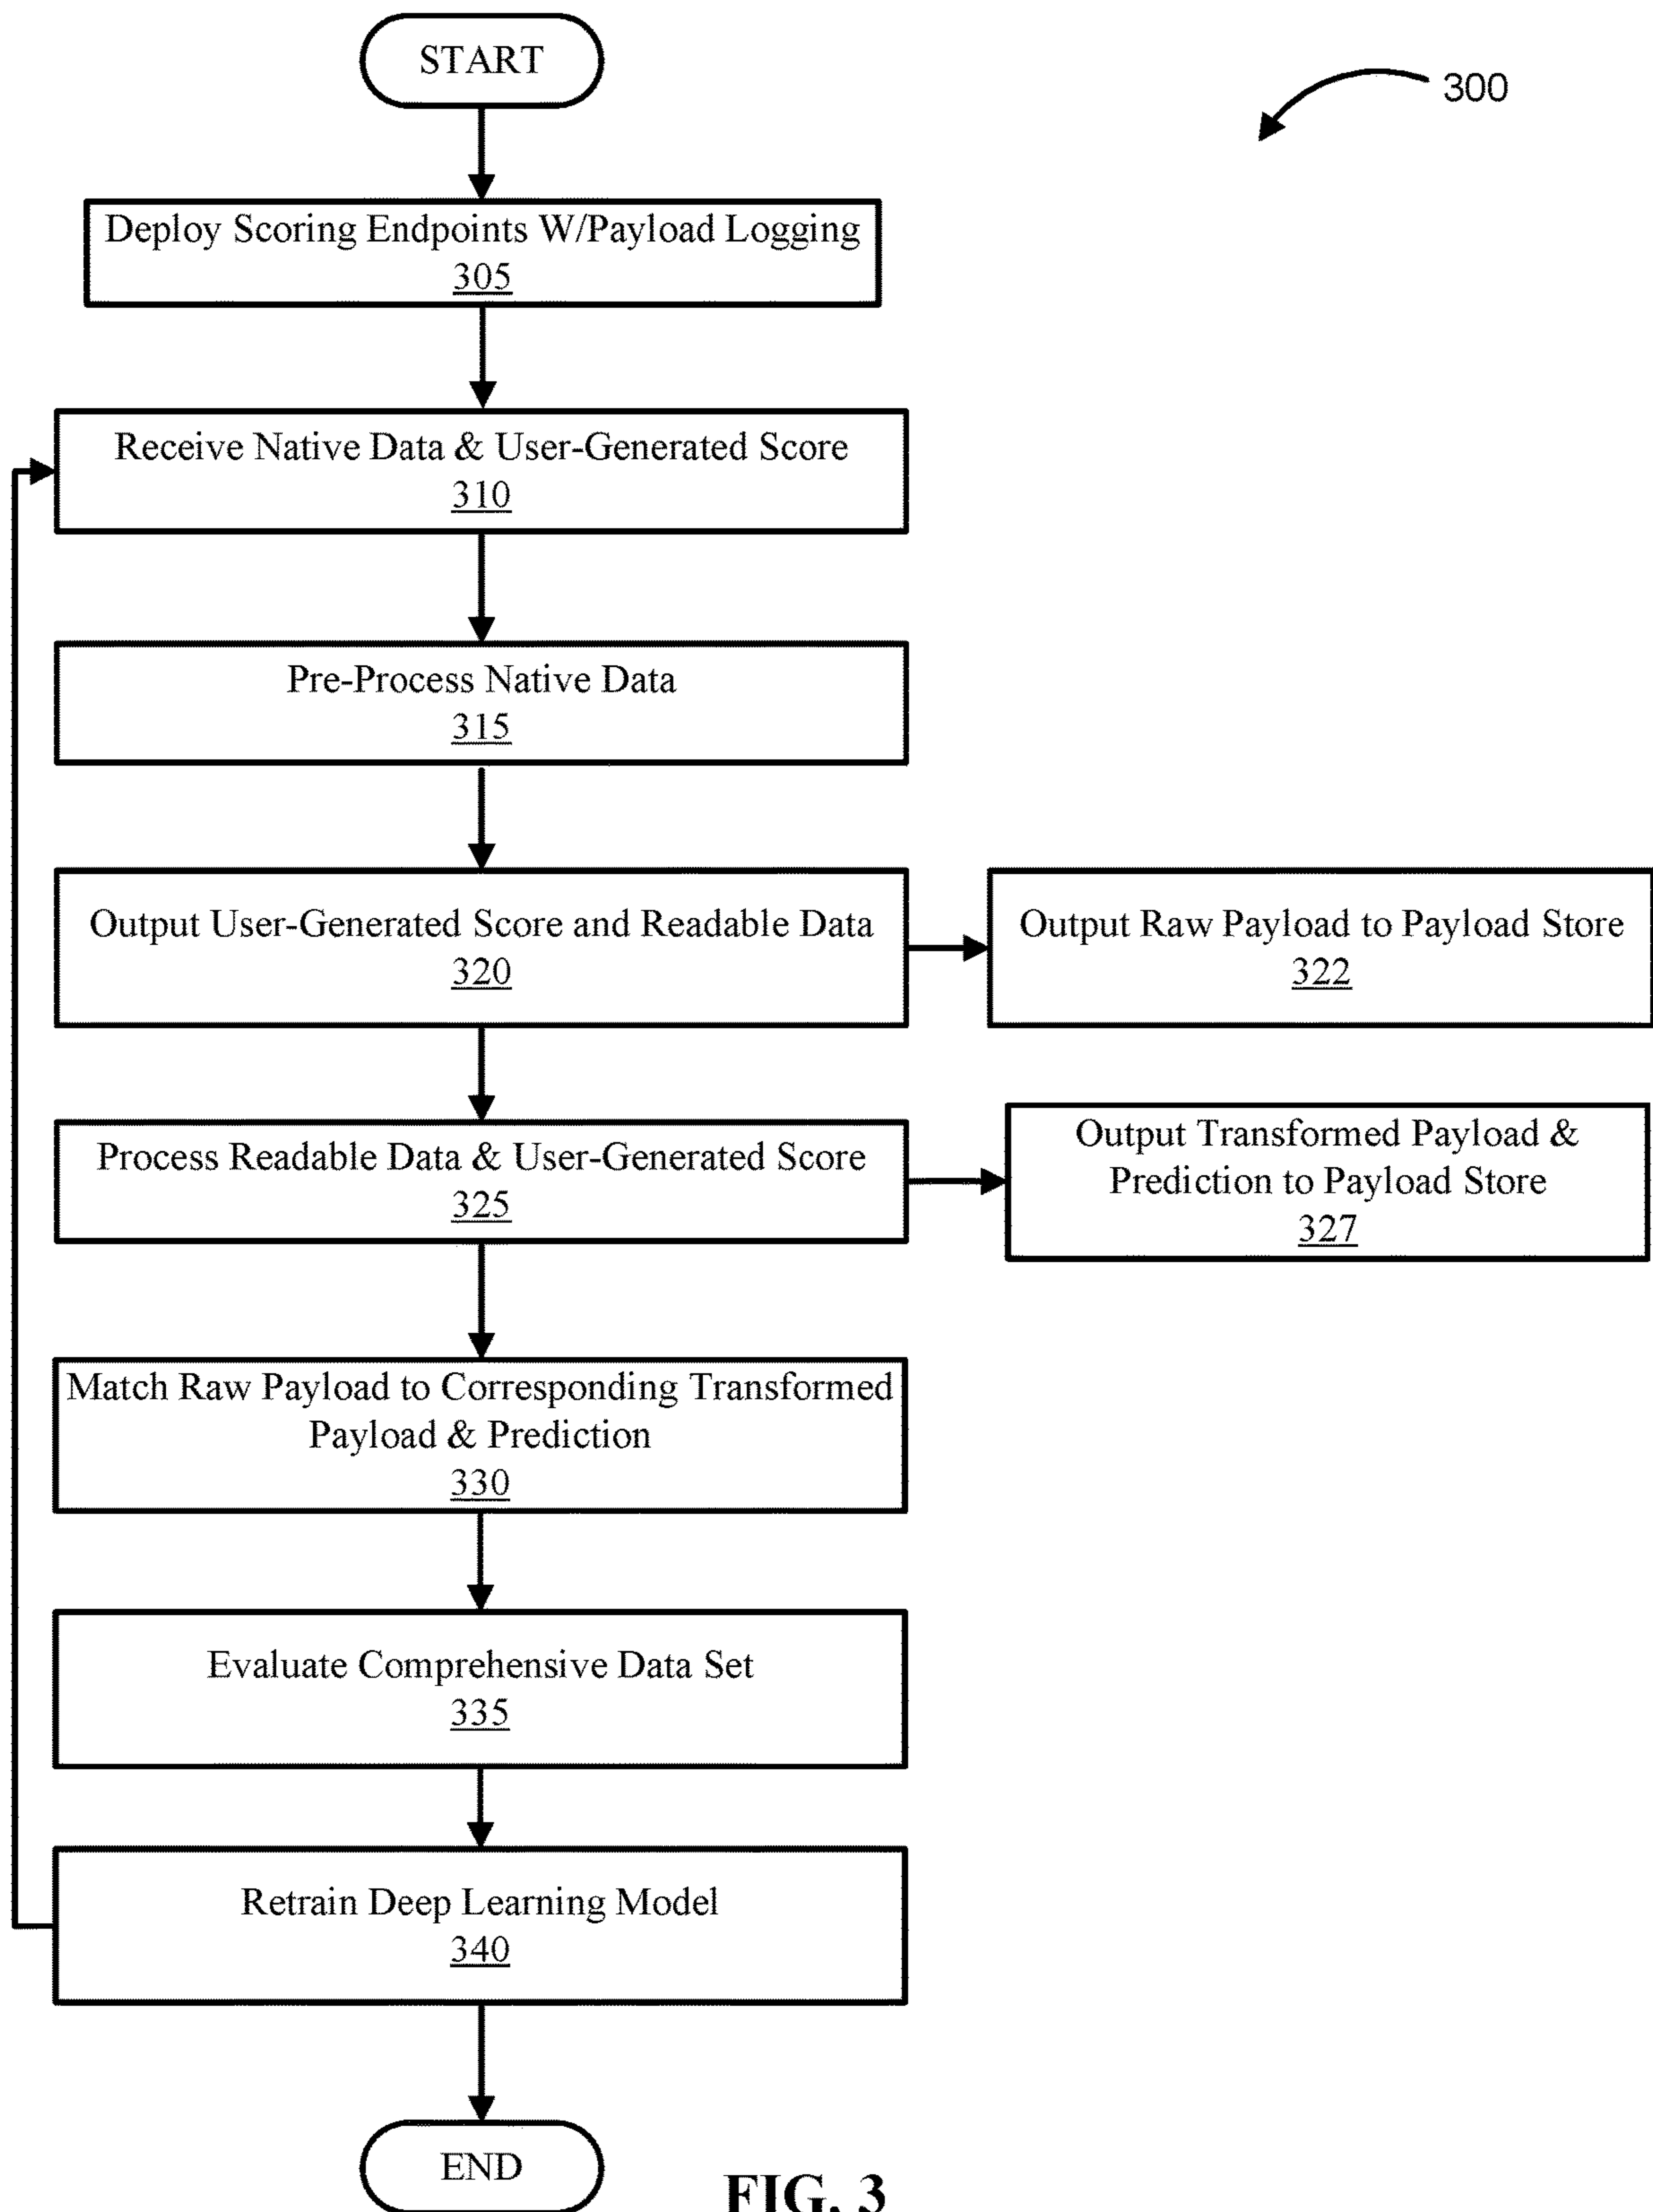 START
300
Deploy Scoring Endpoints W/Payload Logging
305
Receive Native Data & User-Generated Score
310
Pre-Process Native Data
315
Output User-Generated Score and Readable Data
320
Output Raw Payload to Payload Store
322
Process Readable Data & User-Generated Score
325
Output Transformed Payload &
Prediction to Payload Store
327
Match Raw Payload to Corresponding Transformed
Payload & Prediction
330
Evaluate Comprehensive Data Set
335
Retrain Deep Learning Model
340
END
FIG. 3